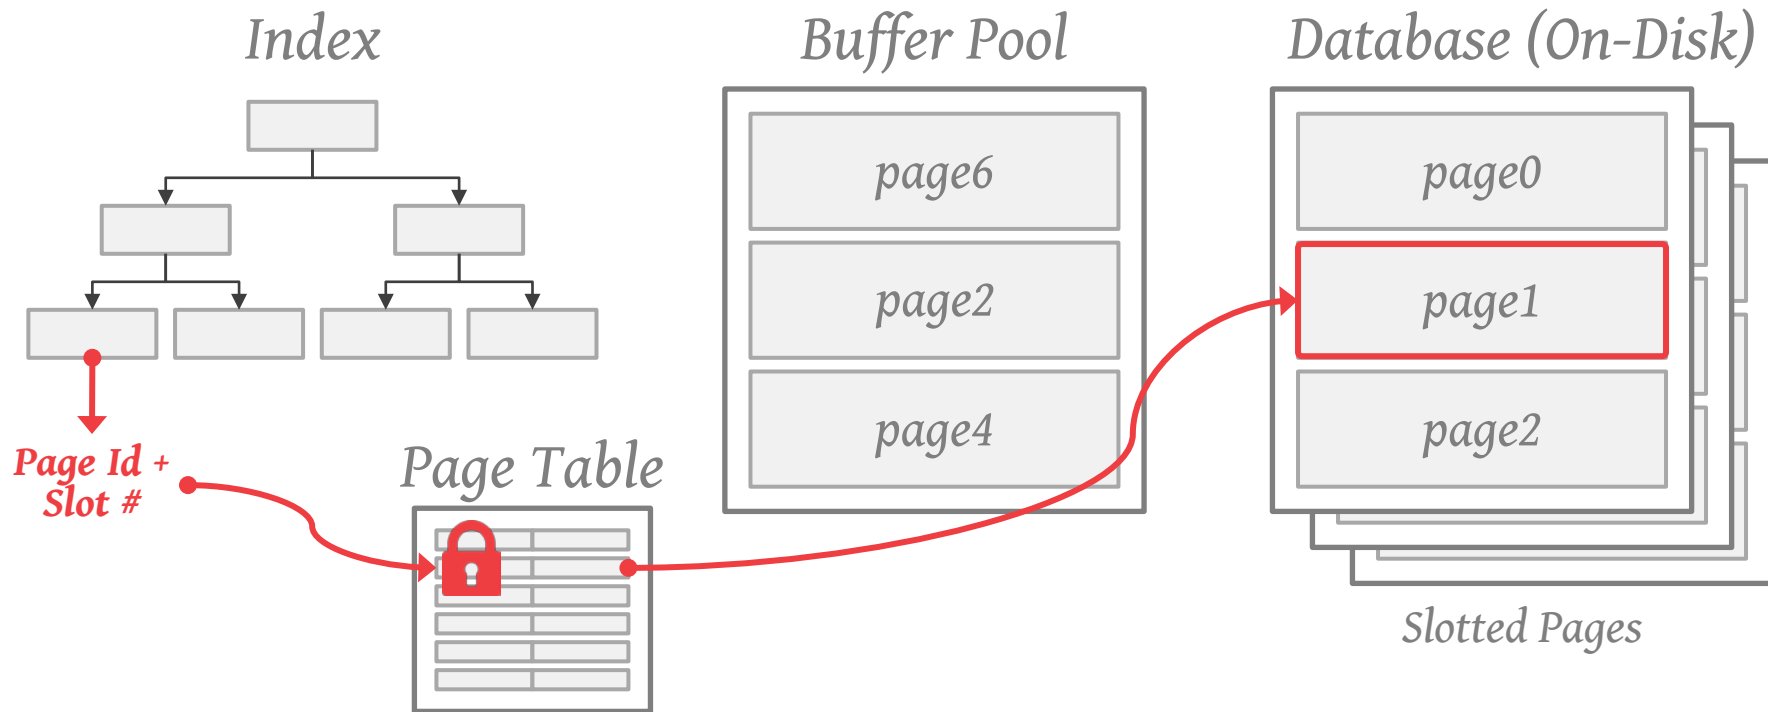 Index
Buffer Pool
Database (On-Disk)
page6
page0
page2
page1
page4
page2
Page Id +
Slot #
Page Table
Slotted Pages